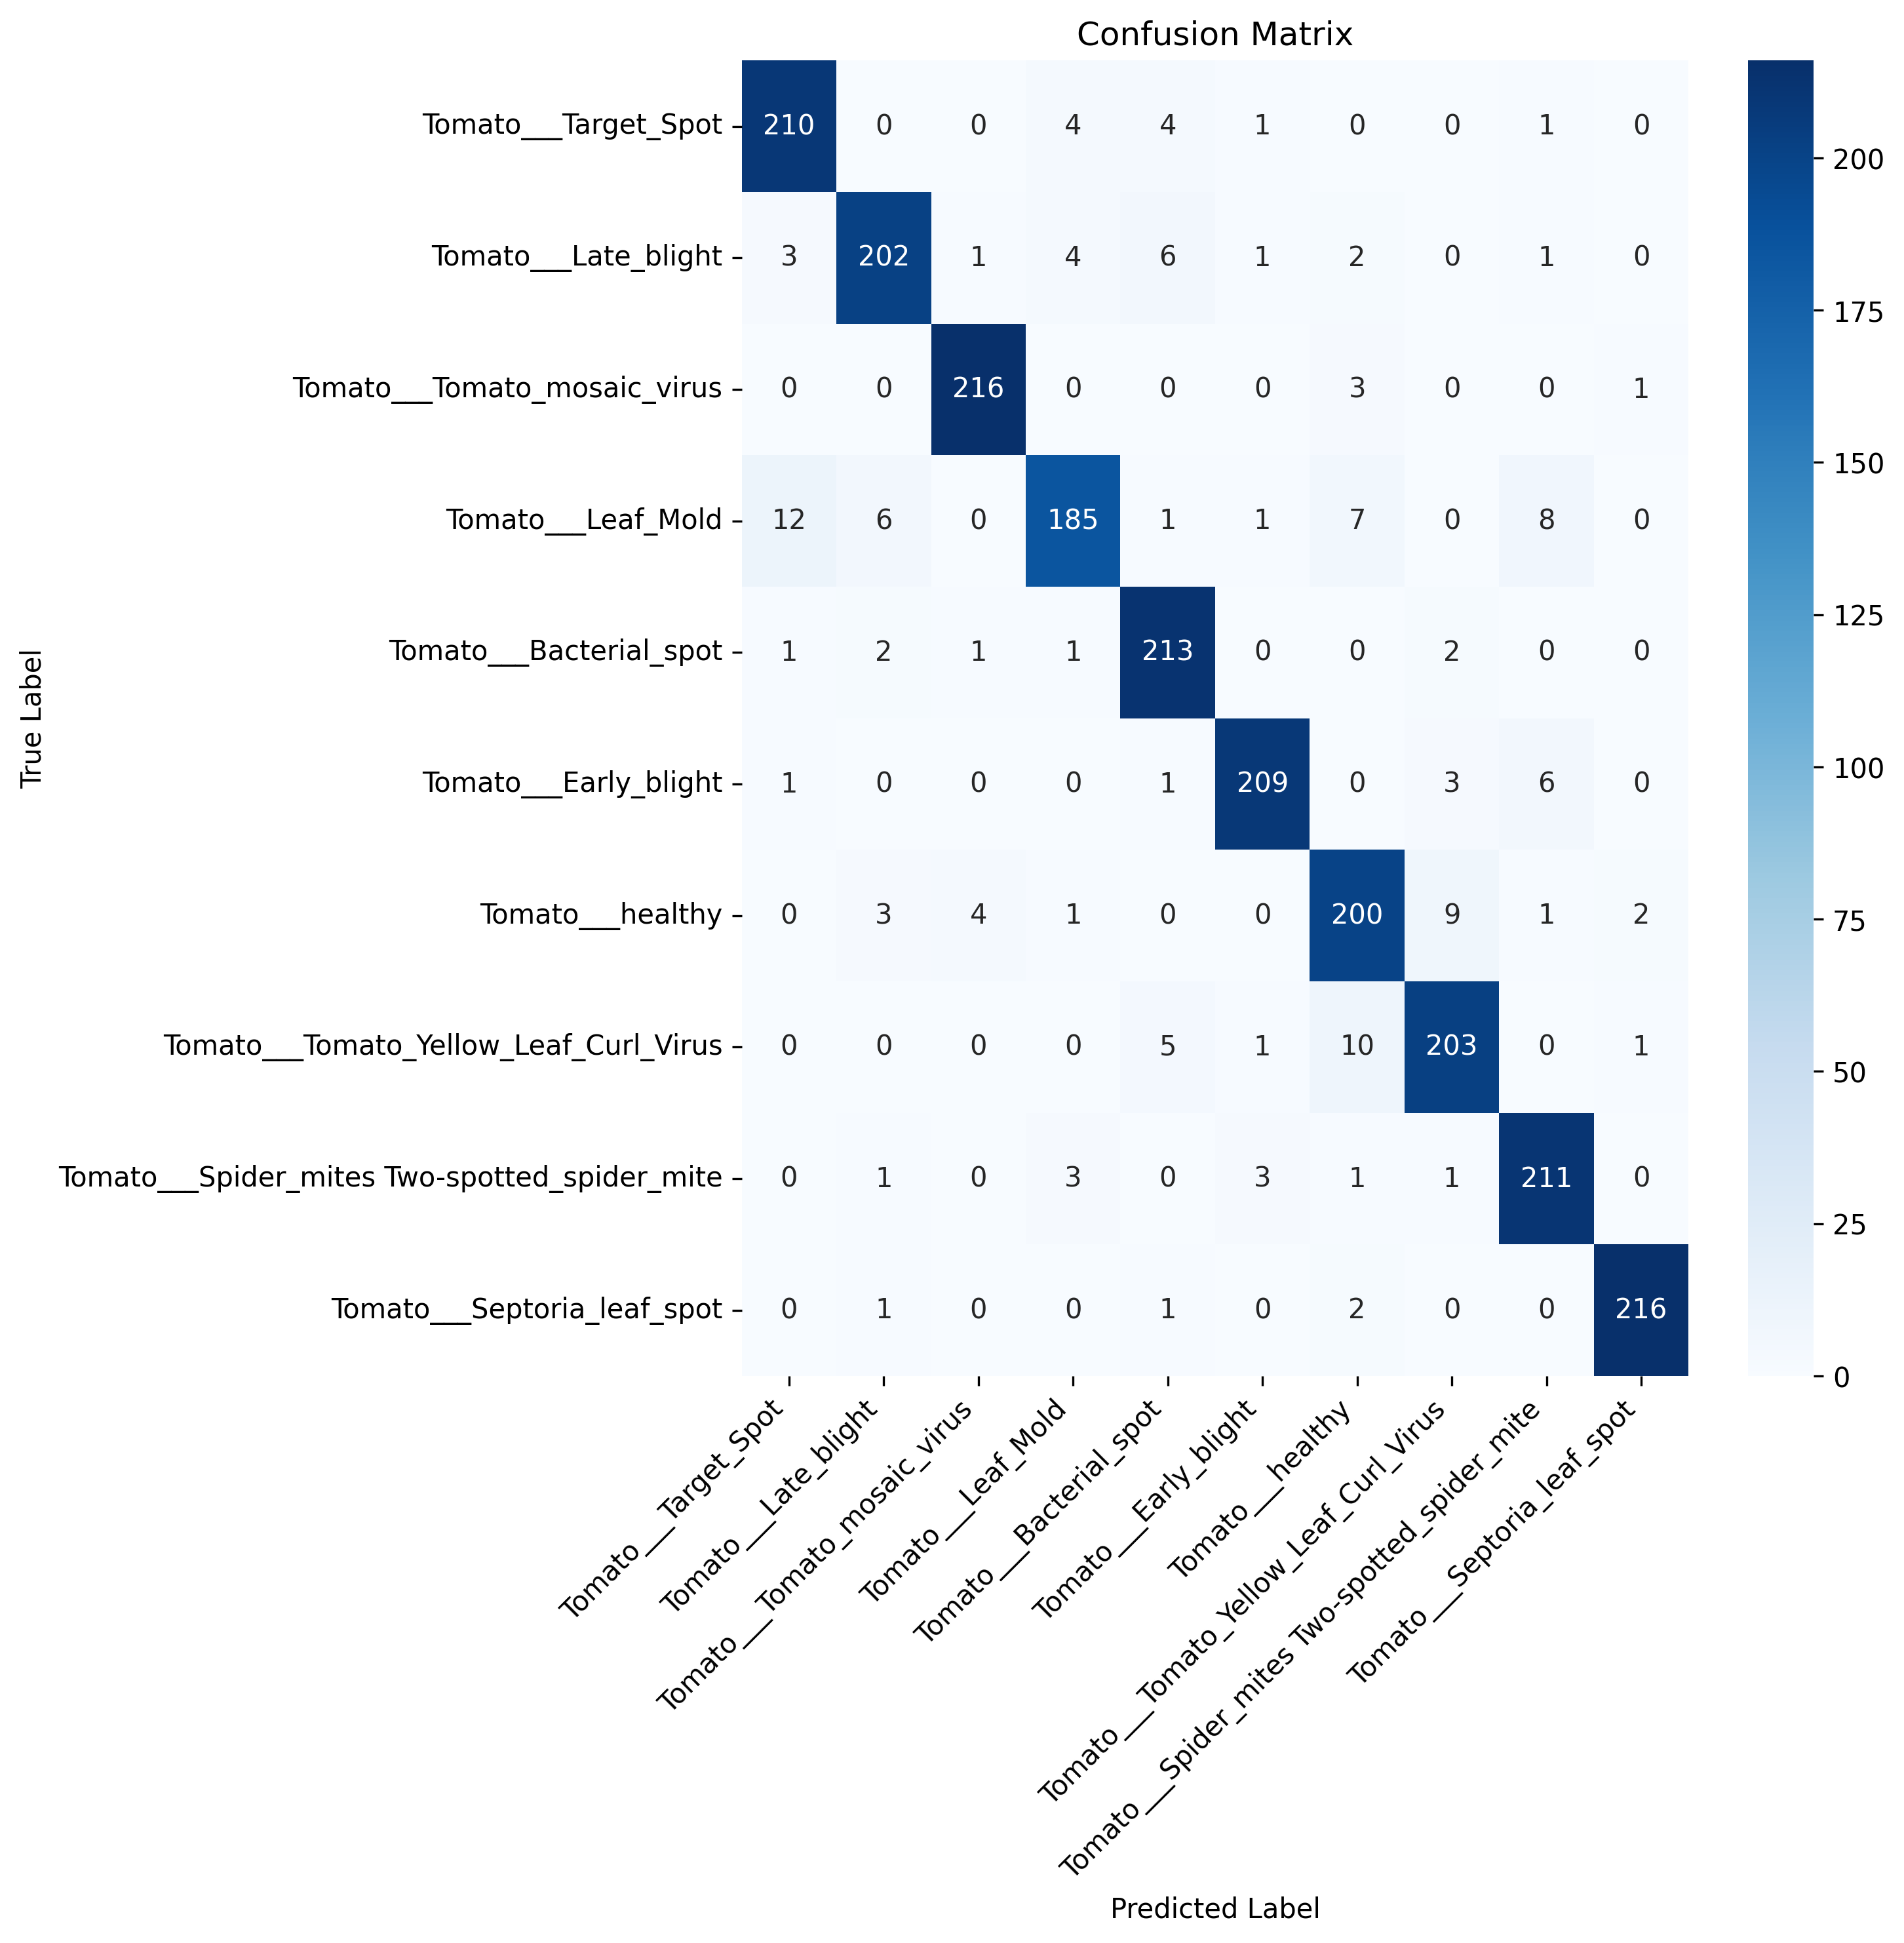 Confusion Matrix
Tomato___Target_Spot 210 0 0 4 4 1 0 0 1 0
Tomato___Late_blight 3 202 1 4 6 1 2 0 1 0
Tomato___Tomato_mosaic_virus 0 0 216 0 0 0 3 0 0 1
Tomato___Leaf_Mold 12 6 0 185 1 1 7 0 8 0
Tomato___Bacterial_spot 1 2 1 1 213 0 0 2 0 0
Tomato___Early_blight 1 0 0 0 1 209 0 3 6 0
Tomato___healthy 0 3 4 1 0 0 200 9 1 2
Tomato___Tomato_Yellow_Leaf_Curl_Virus 0 0 0 0 5 1 10 203 0 1
Tomato___Spider_mites Two-spotted_spider_mite 0 1 0 3 0 3 1 1 211 0
Tomato___Septoria_leaf_spot 0 1 0 0 1 0 2 0 0 216
True Label
Tomato___Target_Spot
Tomato___Late_blight
Tomato___Tomato_mosaic_virus
Tomato___Leaf_Mold
Tomato___Bacterial_spot
Tomato___Early_blight
Tomato___healthy
Tomato___Tomato_Yellow_Leaf_Curl_Virus
Tomato___Spider_mites Two-spotted_spider_mite
Tomato___Septoria_leaf_spot
Predicted Label
200
175
150
125
100
75
50
25
0